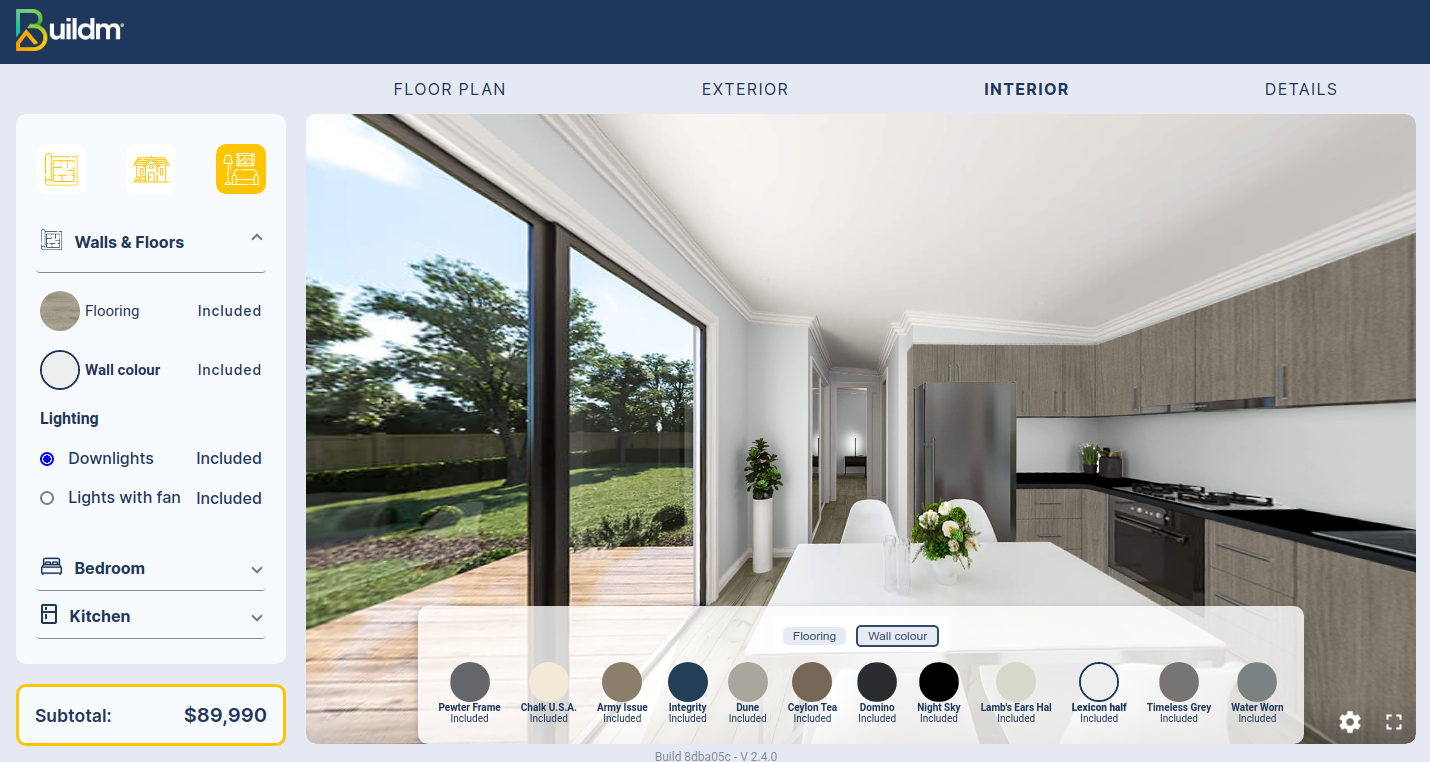 Buildm
FLOOR PLAN
EXTERIOR
INTERIOR
DETAILS
Walls & Floors
Flooring Included
Wall colour Included
Lighting
Downlights Included
Lights with fan Included
Bedroom
Kitchen
Subtotal: $89,990
Flooring Wall colour
Pewter Frame Included
Chalk U.S.A. Included
Army Issue Included
Integrity Included
Dune Included
Ceylon Tea Included
Domino Included
Night Sky Included
Lamb's Ears Hal Included
Lexicon half Included
Timeless Grey Included
Water Worn Included
Build 8dba05c - V 2.4.0